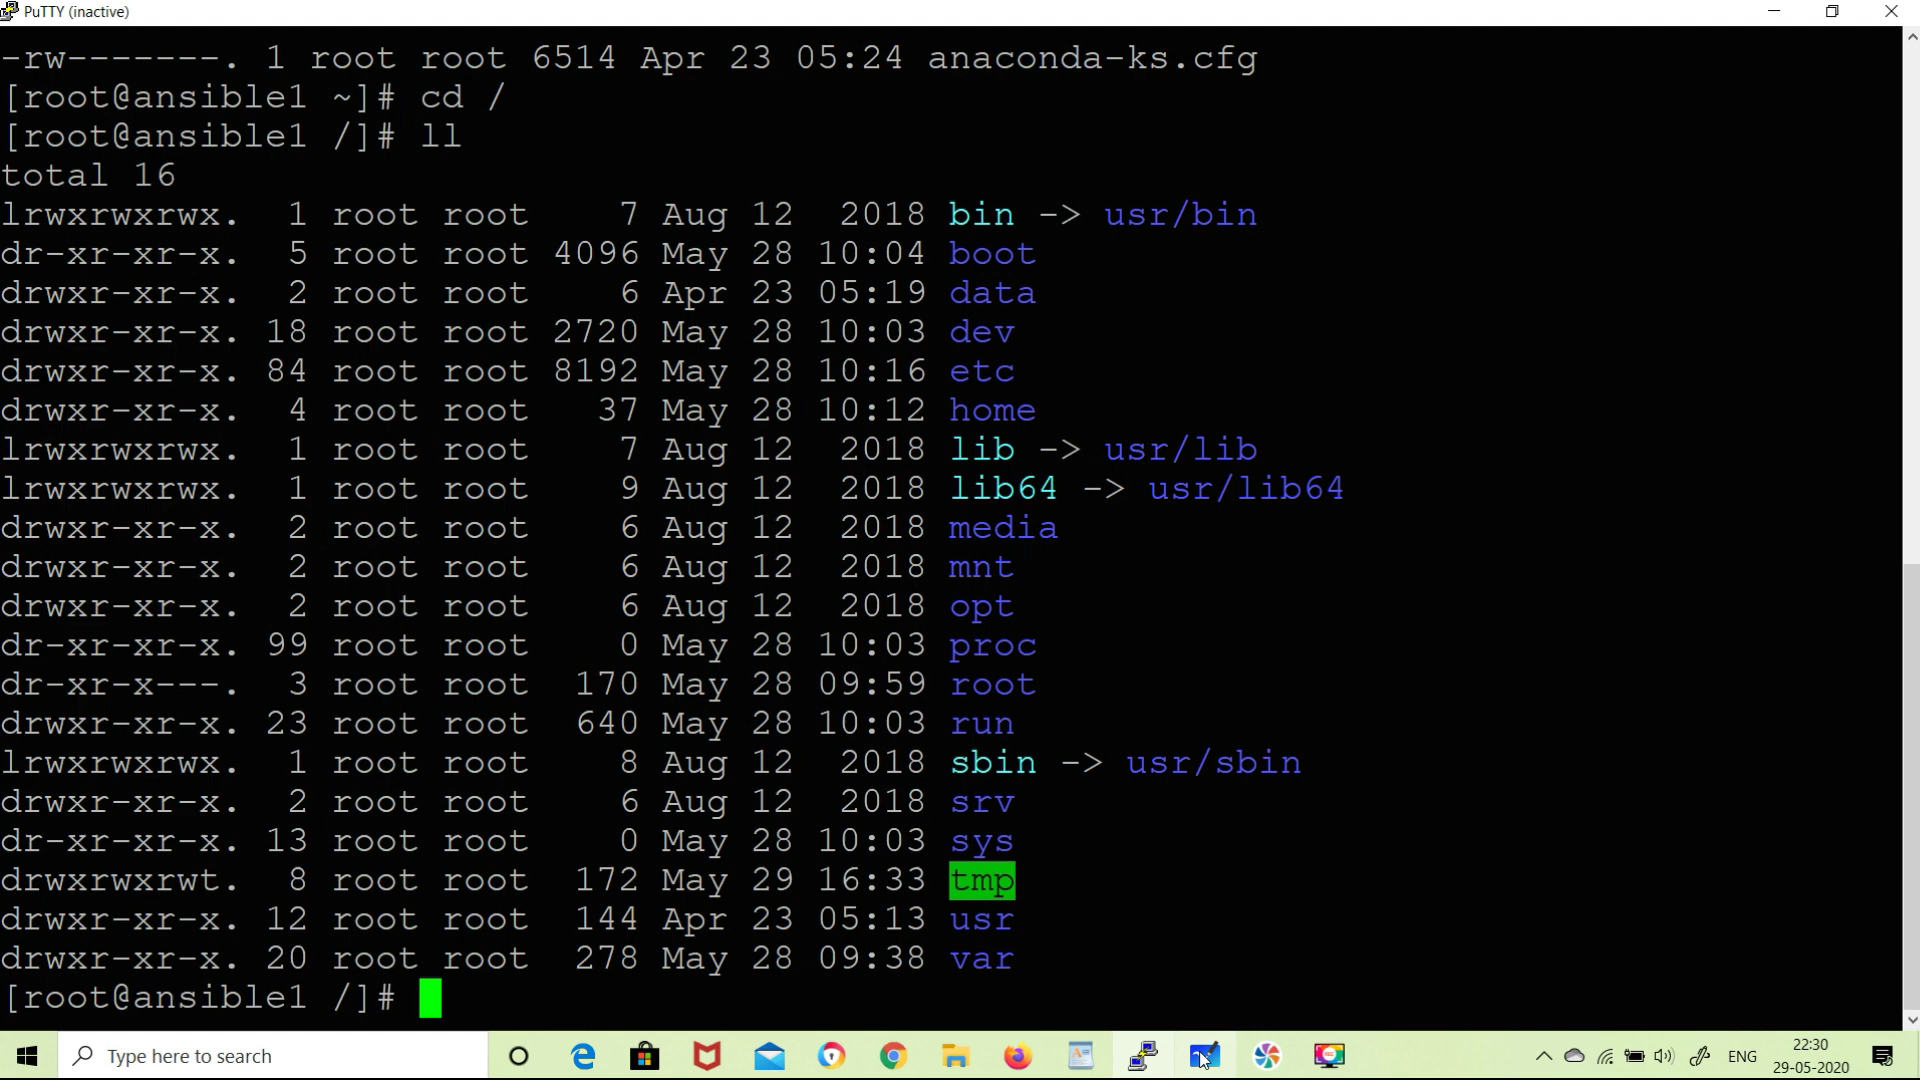 PuTTY (inactive)
-rw-------. 1 root root 6514 Apr 23 05:24 anaconda-ks.cfg
[root@ansible1 ~]# cd /
[root@ansible1 /]# ll
total 16
lrwxrwxrwx.  1 root root    7 Aug 12  2018 bin -> usr/bin
dr-xr-xr-x.  5 root root 4096 May 28 10:04 boot
drwxr-xr-x.  2 root root    6 Apr 23 05:19 data
drwxr-xr-x. 18 root root 2720 May 28 10:03 dev
drwxr-xr-x. 84 root root 8192 May 28 10:16 etc
drwxr-xr-x.  4 root root   37 May 28 10:12 home
lrwxrwxrwx.  1 root root    7 Aug 12  2018 lib -> usr/lib
lrwxrwxrwx.  1 root root    9 Aug 12  2018 lib64 -> usr/lib64
drwxr-xr-x.  2 root root    6 Aug 12  2018 media
drwxr-xr-x.  2 root root    6 Aug 12  2018 mnt
drwxr-xr-x.  2 root root    6 Aug 12  2018 opt
dr-xr-xr-x. 99 root root    0 May 28 10:03 proc
dr-xr-x---.  3 root root  170 May 28 09:59 root
drwxr-xr-x. 23 root root  640 May 28 10:03 run
lrwxrwxrwx.  1 root root    8 Aug 12  2018 sbin -> usr/sbin
drwxr-xr-x.  2 root root    6 Aug 12  2018 srv
dr-xr-xr-x. 13 root root    0 May 28 10:03 sys
drwxrwxrwt.  8 root root  172 May 29 16:33 tmp
drwxr-xr-x. 12 root root  144 Apr 23 05:13 usr
drwxr-xr-x. 20 root root  278 May 28 09:38 var
[root@ansible1 /]#
Type here to search
ENG
22:30
29-05-2020